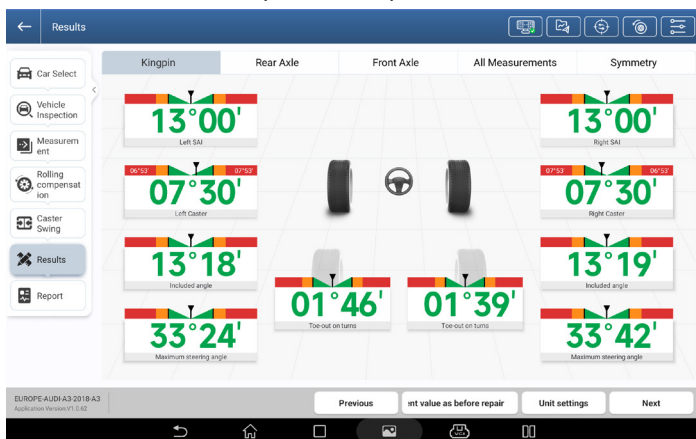 Results
Kingpin
Rear Axle
Front Axle
All Measurements
Symmetry
Car Select
Vehicle
Inspection
Measurem
ent
Rolling
compensat
ion
Caster
Swing
Results
Report
13°00'
Left SAI
13°00'
Right SAI
06°53'
07°53'
07°30'
Left Caster
07°53'
06°53'
07°30'
Right Caster
13°18'
Included angle
13°19'
Included angle
01°46'
Toe-out on turns
01°39'
Toe-out on turns
33°24'
Maximum steering angle
33°42'
Maximum steering angle
EUROPE-AUDI-A3-2018-A3
Application Version:V1.0.62
Previous
ent value as before repair
Unit settings
Next